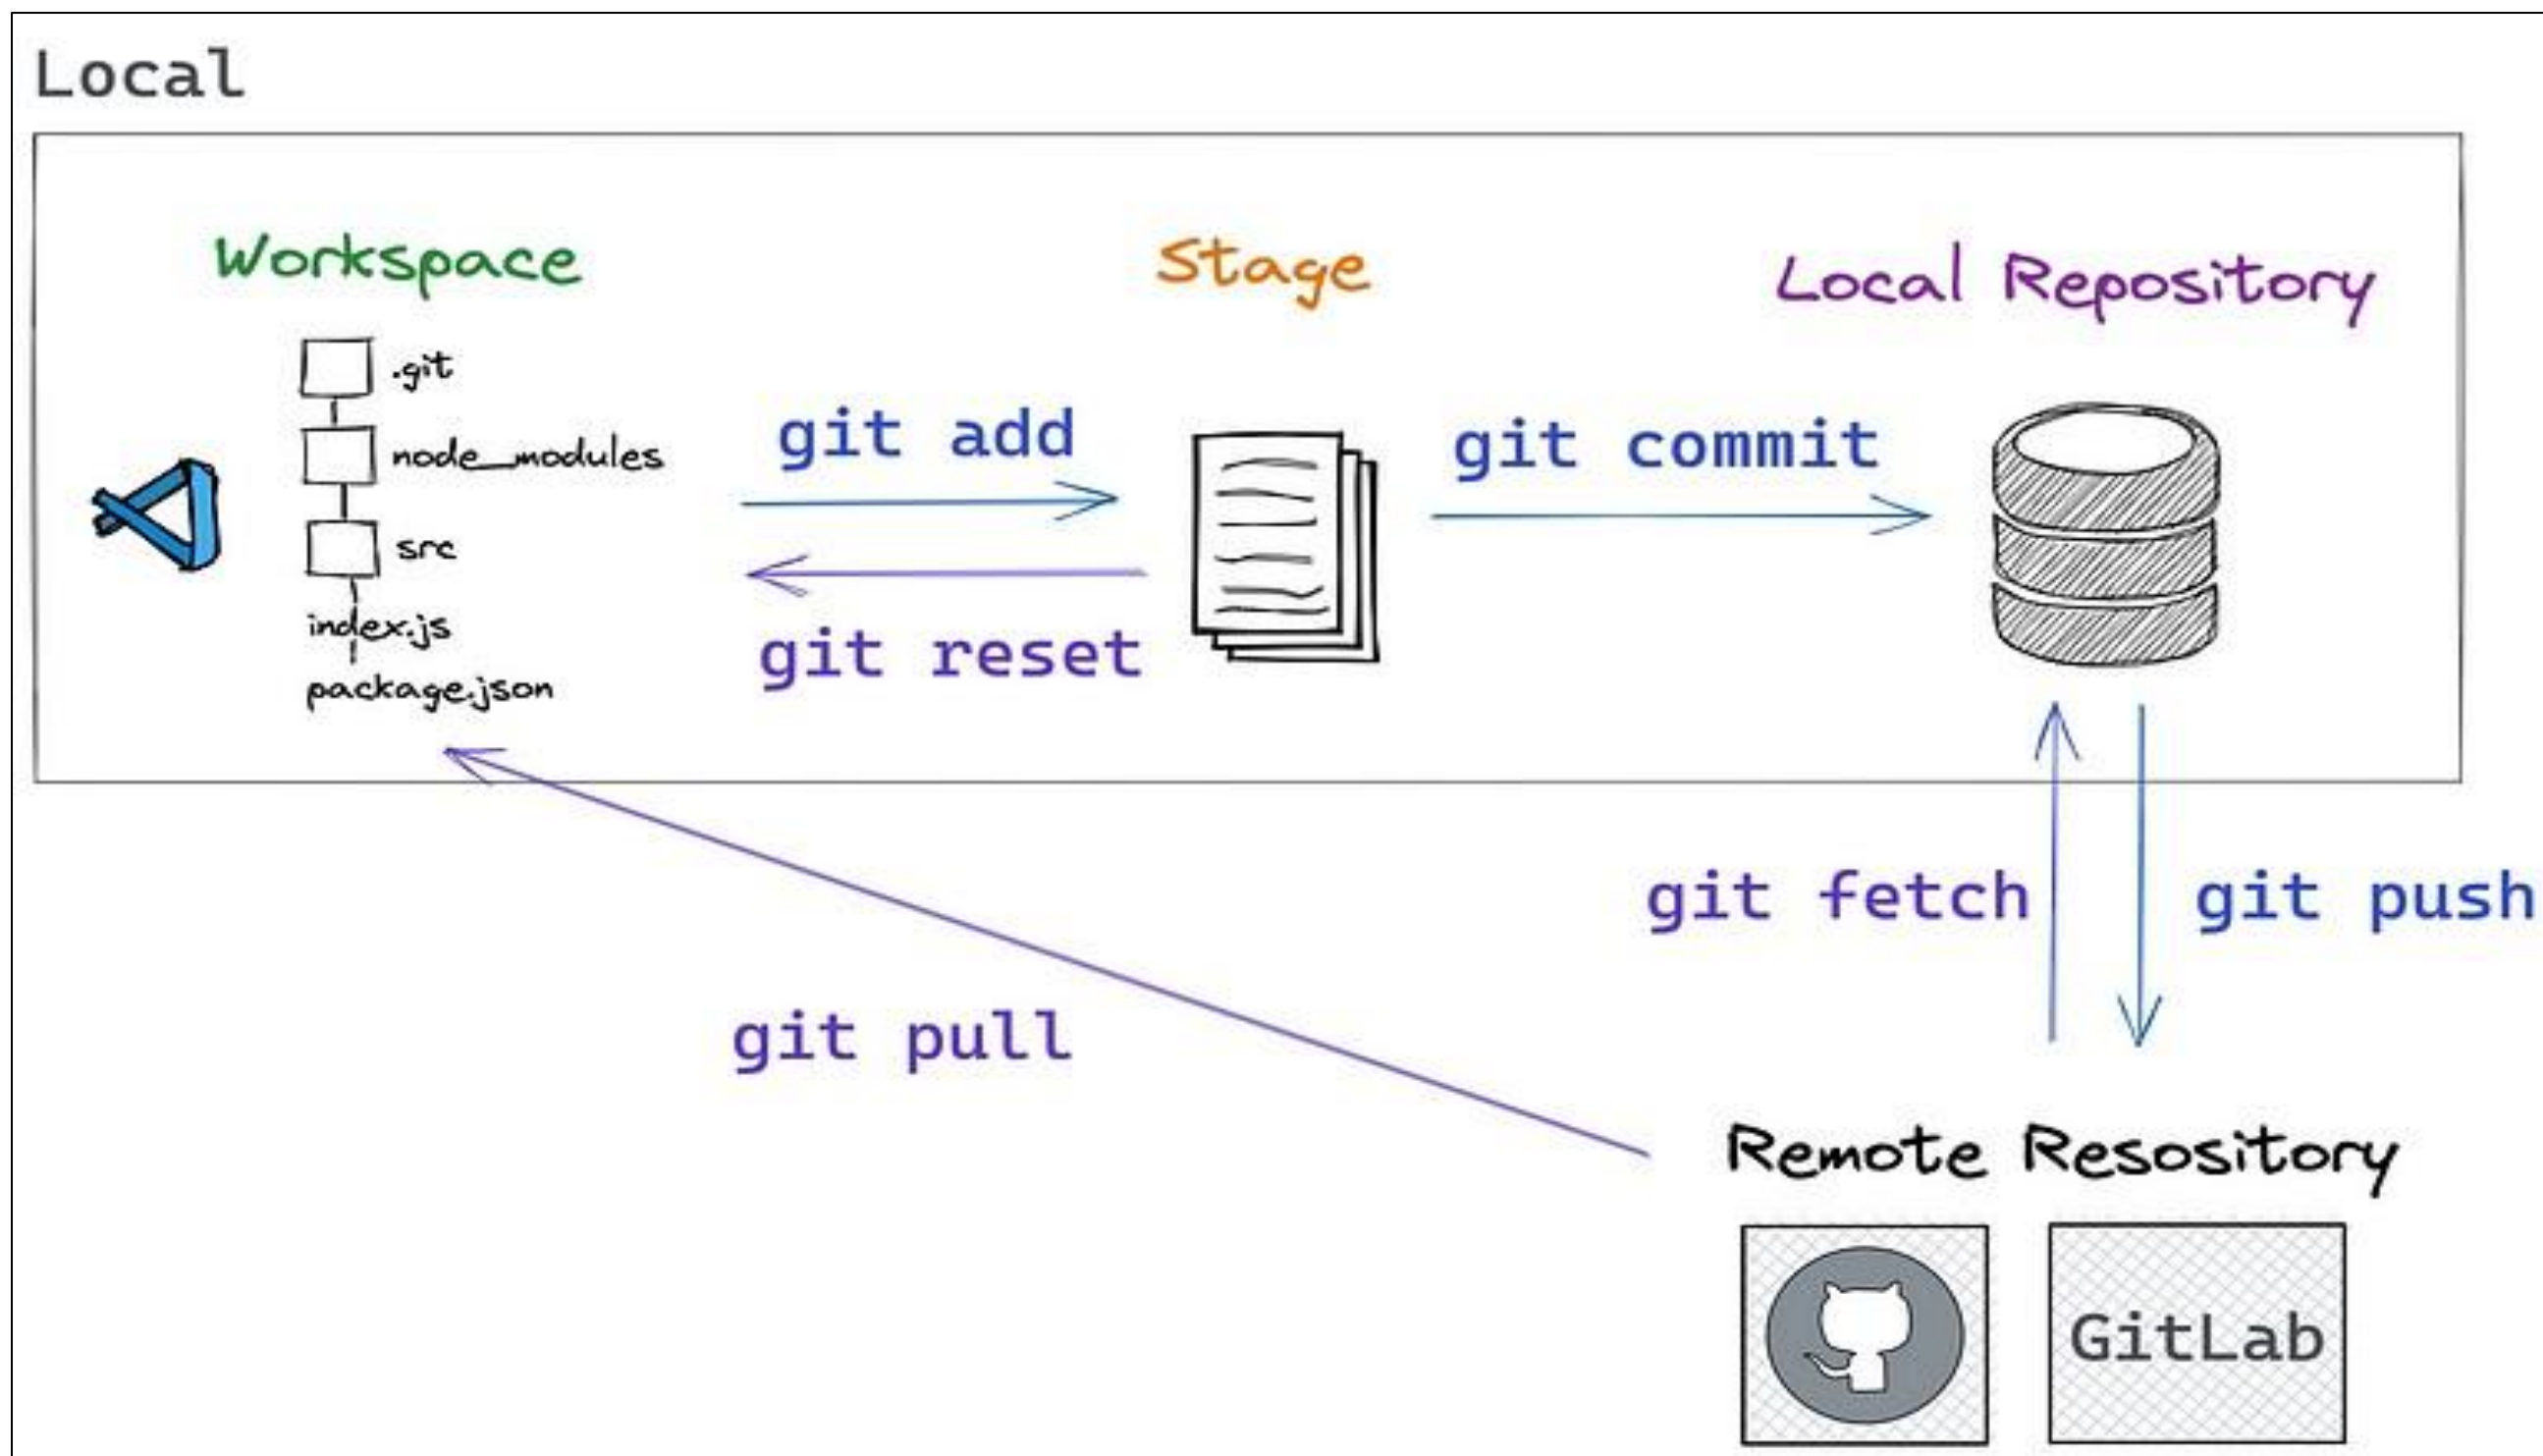 Local
Workspace
Stage
Local Repository
.git
node_modules
src
index.js
package.json
git add
git reset
git commit
git fetch
git push
git pull
Remote Resository
GitLab